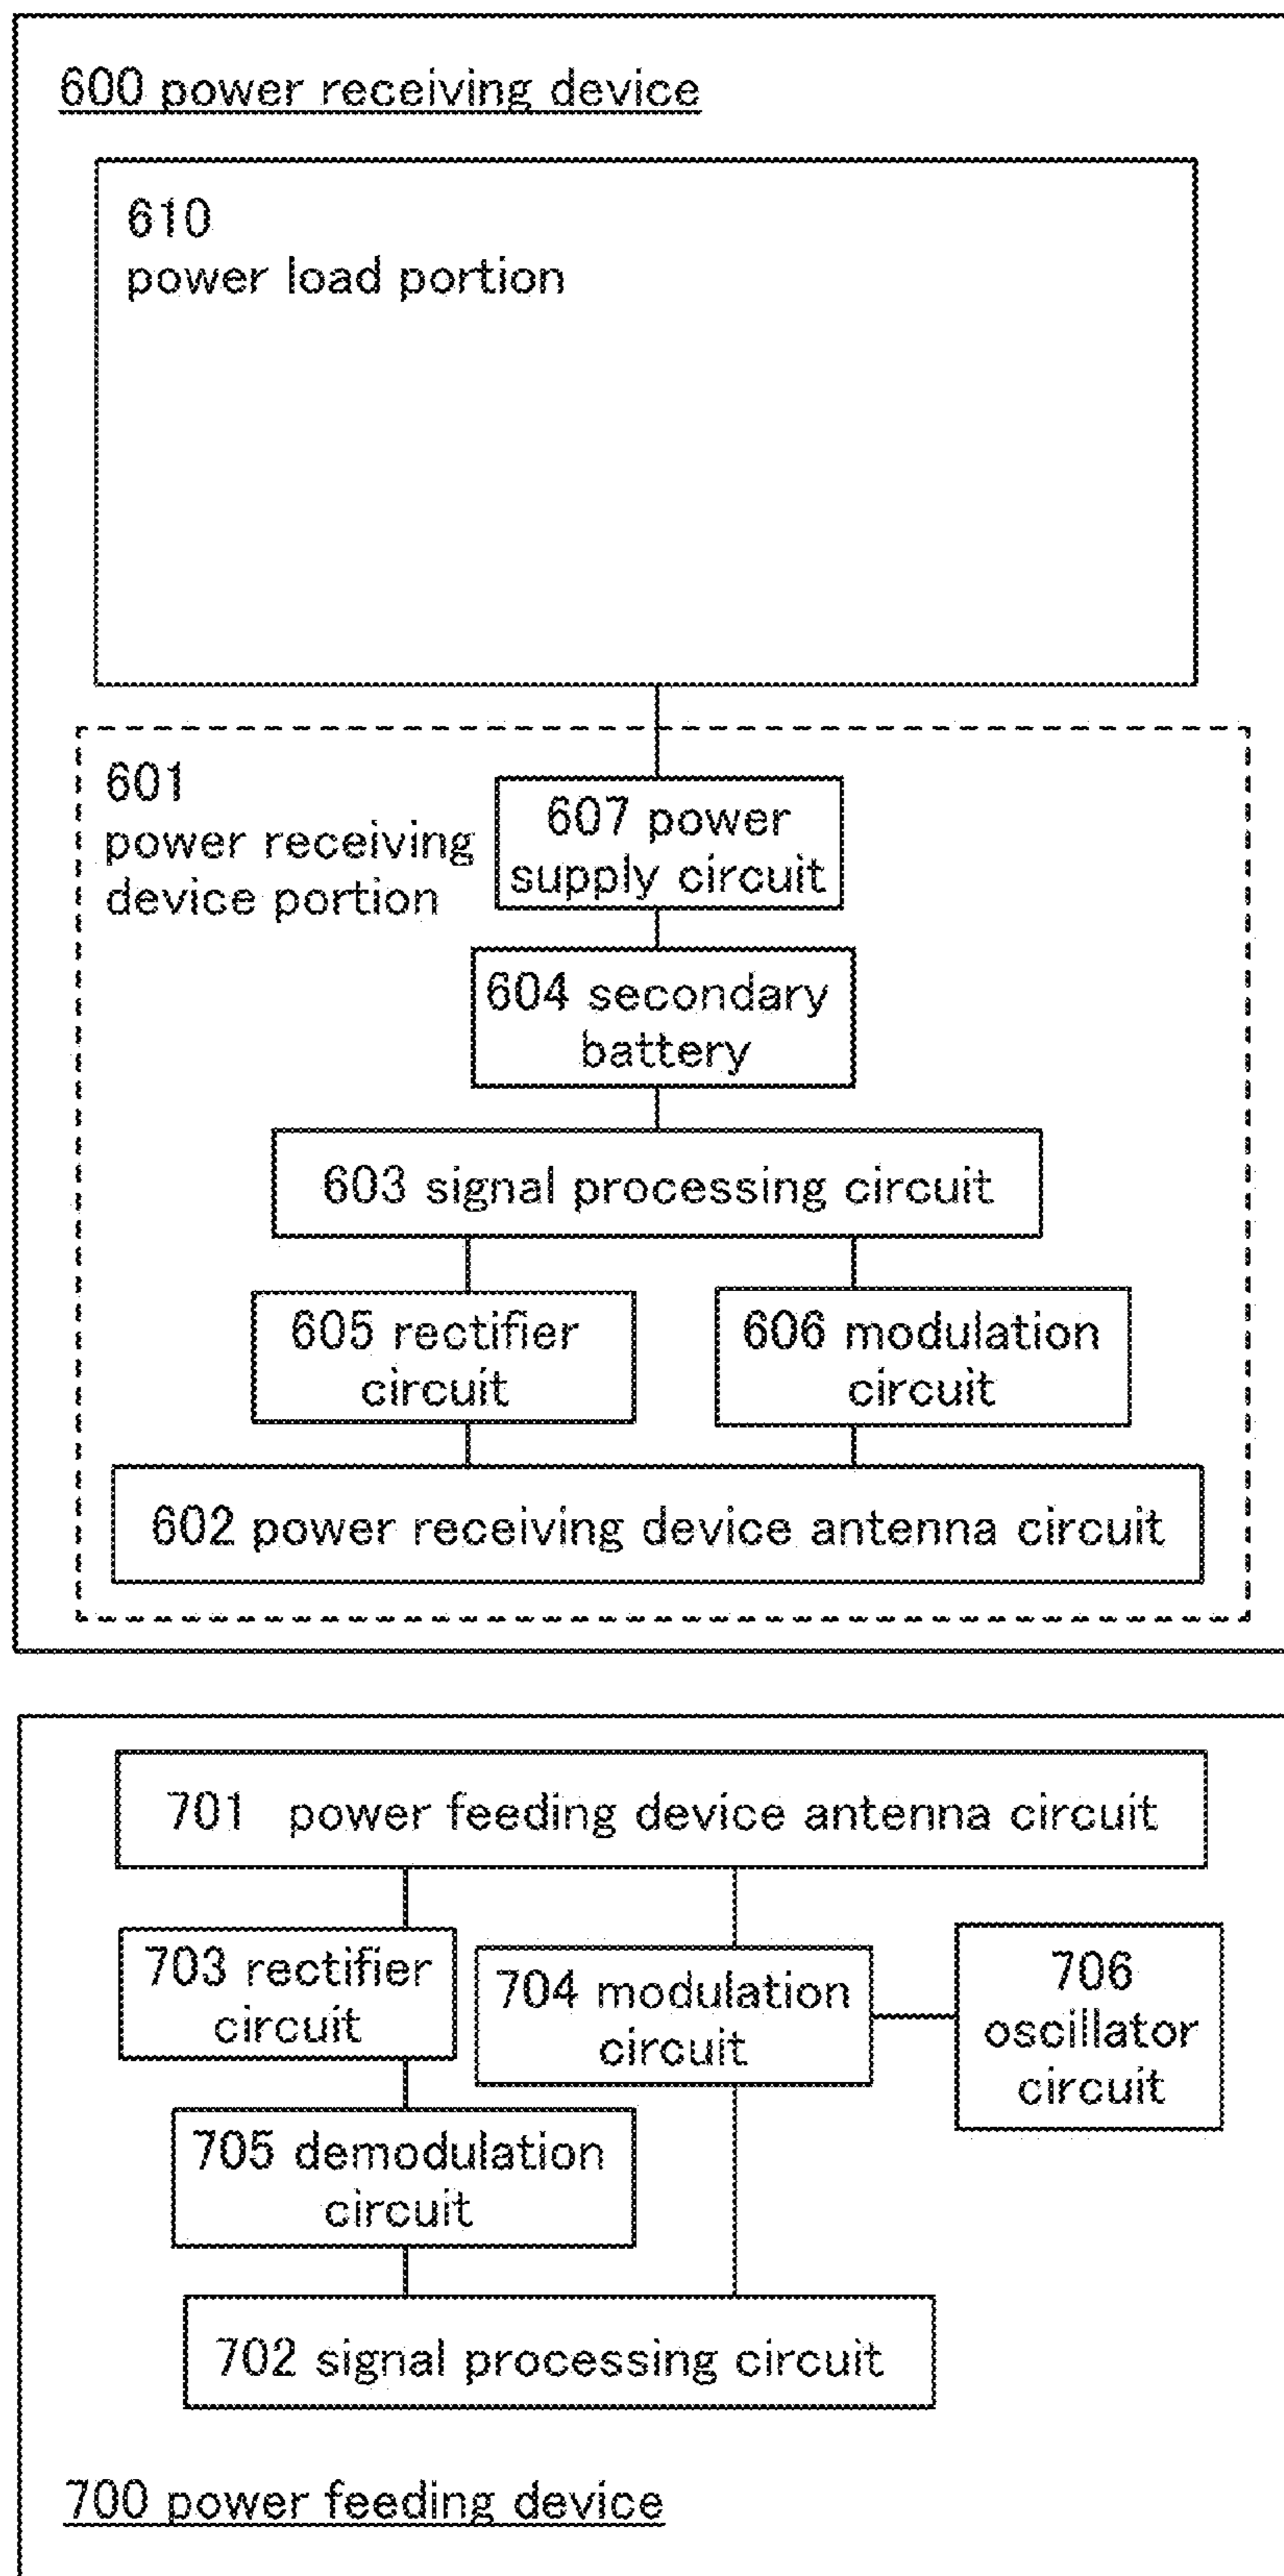 600 power receiving device
610
power load portion
601
power receiving
device portion
607 power
supply circuit
604 secondary
battery
603 signal processing circuit
605 rectifier
circuit
606 modulation
circuit
602 power receiving device antenna circuit
701 power feeding device antenna circuit
703 rectifier
circuit
704 modulation
circuit
706
oscillator
circuit
705 demodulation
circuit
702 signal processing circuit
700 power feeding device